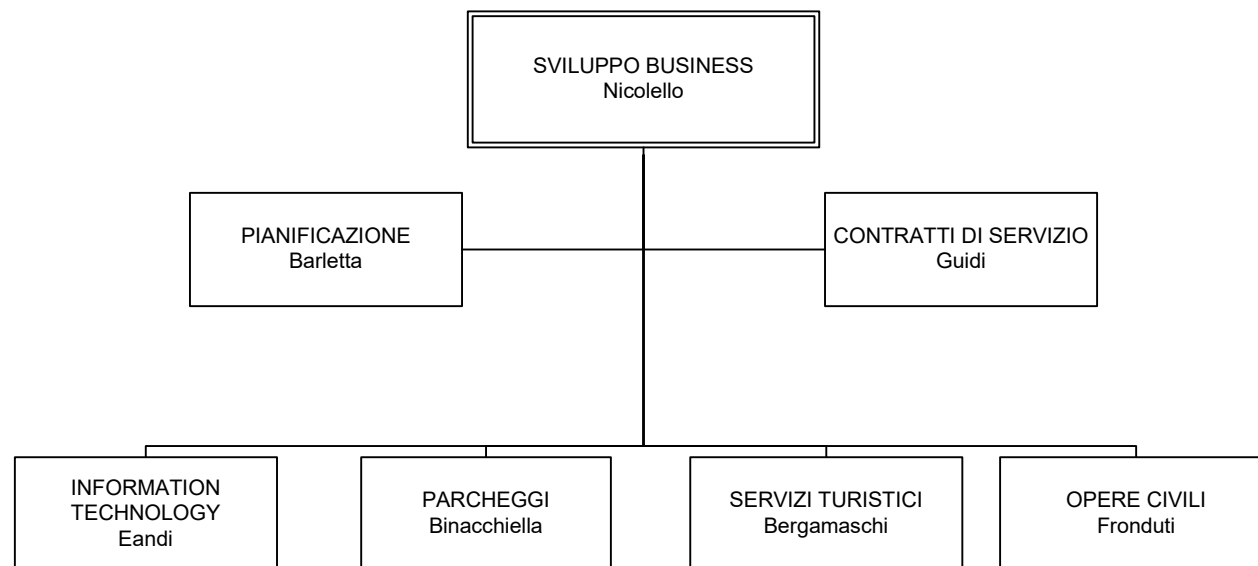 SVILUPPO BUSINESS
Nicolello
PIANIFICAZIONE
Barletta
CONTRATTI DI SERVIZIO
Guidi
INFORMATION
TECHNOLOGY
Eandi
PARCHEGGI
Binacchiella
SERVIZI TURISTICI
Bergamaschi
OPERE CIVILI
Fronduti